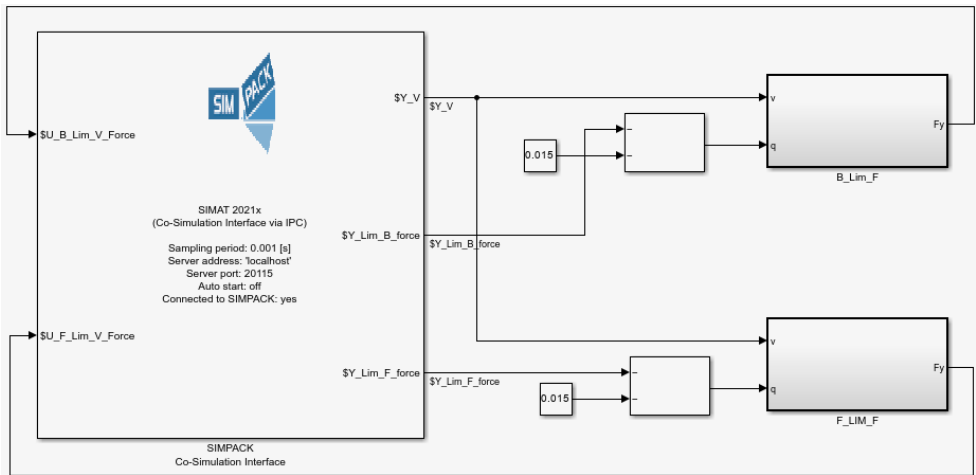 SIM PACK
$Y_V
$Y_V
v
$U_B_Lim_V_Force
Fy
0.015
–
–
q
B_Lim_F
SIMAT 2021x
(Co-Simulation Interface via IPC)
$Y_Lim_B_force
$Y_Lim_B_force
Sampling period: 0.001 [s]
Server address: 'localhost'
Server port: 20115
Auto start: off
Connected to SIMPACK: yes
$U_F_Lim_V_Force
v
$Y_Lim_F_force
$Y_Lim_F_force
–
–
0.015
Fy
q
F_LIM_F
SIMPACK
Co-Simulation Interface